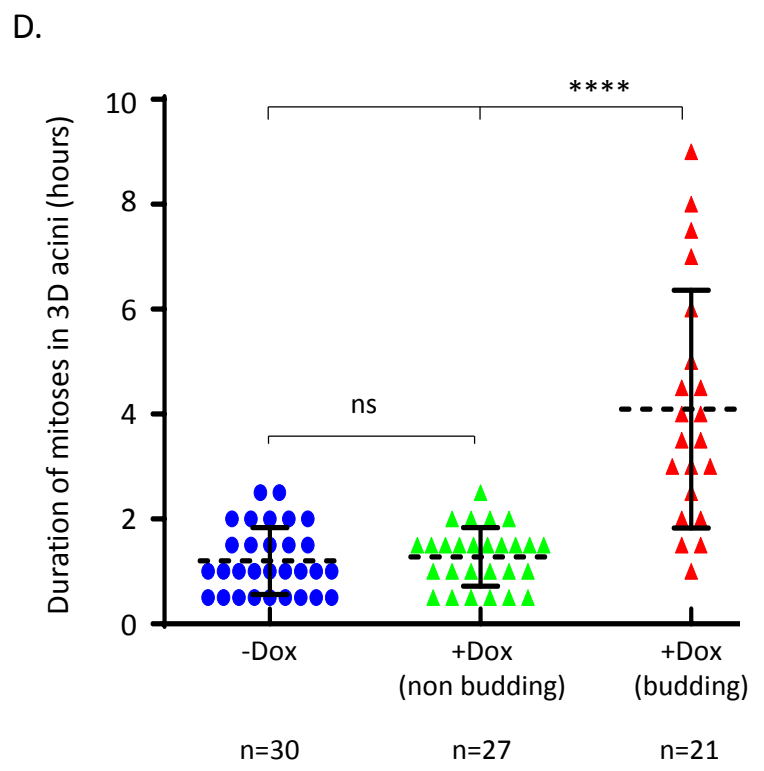 D.
Duration of mitoses in 3D acini (hours)
10
8
6
4
2
0
****
ns
-Dox
+Dox
(non budding)
+Dox
(budding)
n=30
n=27
n=21